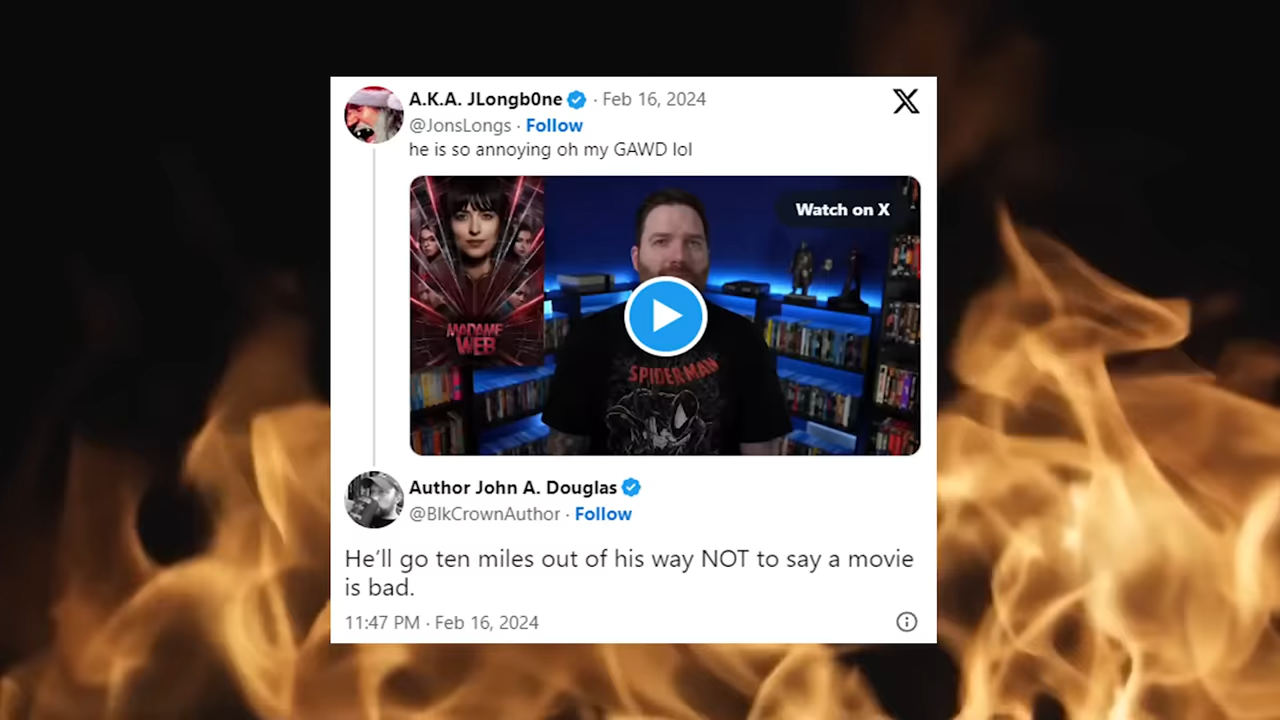 A.K.A. JLongb0ne · Feb 16, 2024
@JonsLongs · Follow
he is so annoying oh my GAWD lol
Watch on X
MADAME
WEB
SPIDER-MAN
Author John A. Douglas
@BlkCrownAuthor · Follow
He’ll go ten miles out of his way NOT to say a movie
is bad.
11:47 PM · Feb 16, 2024